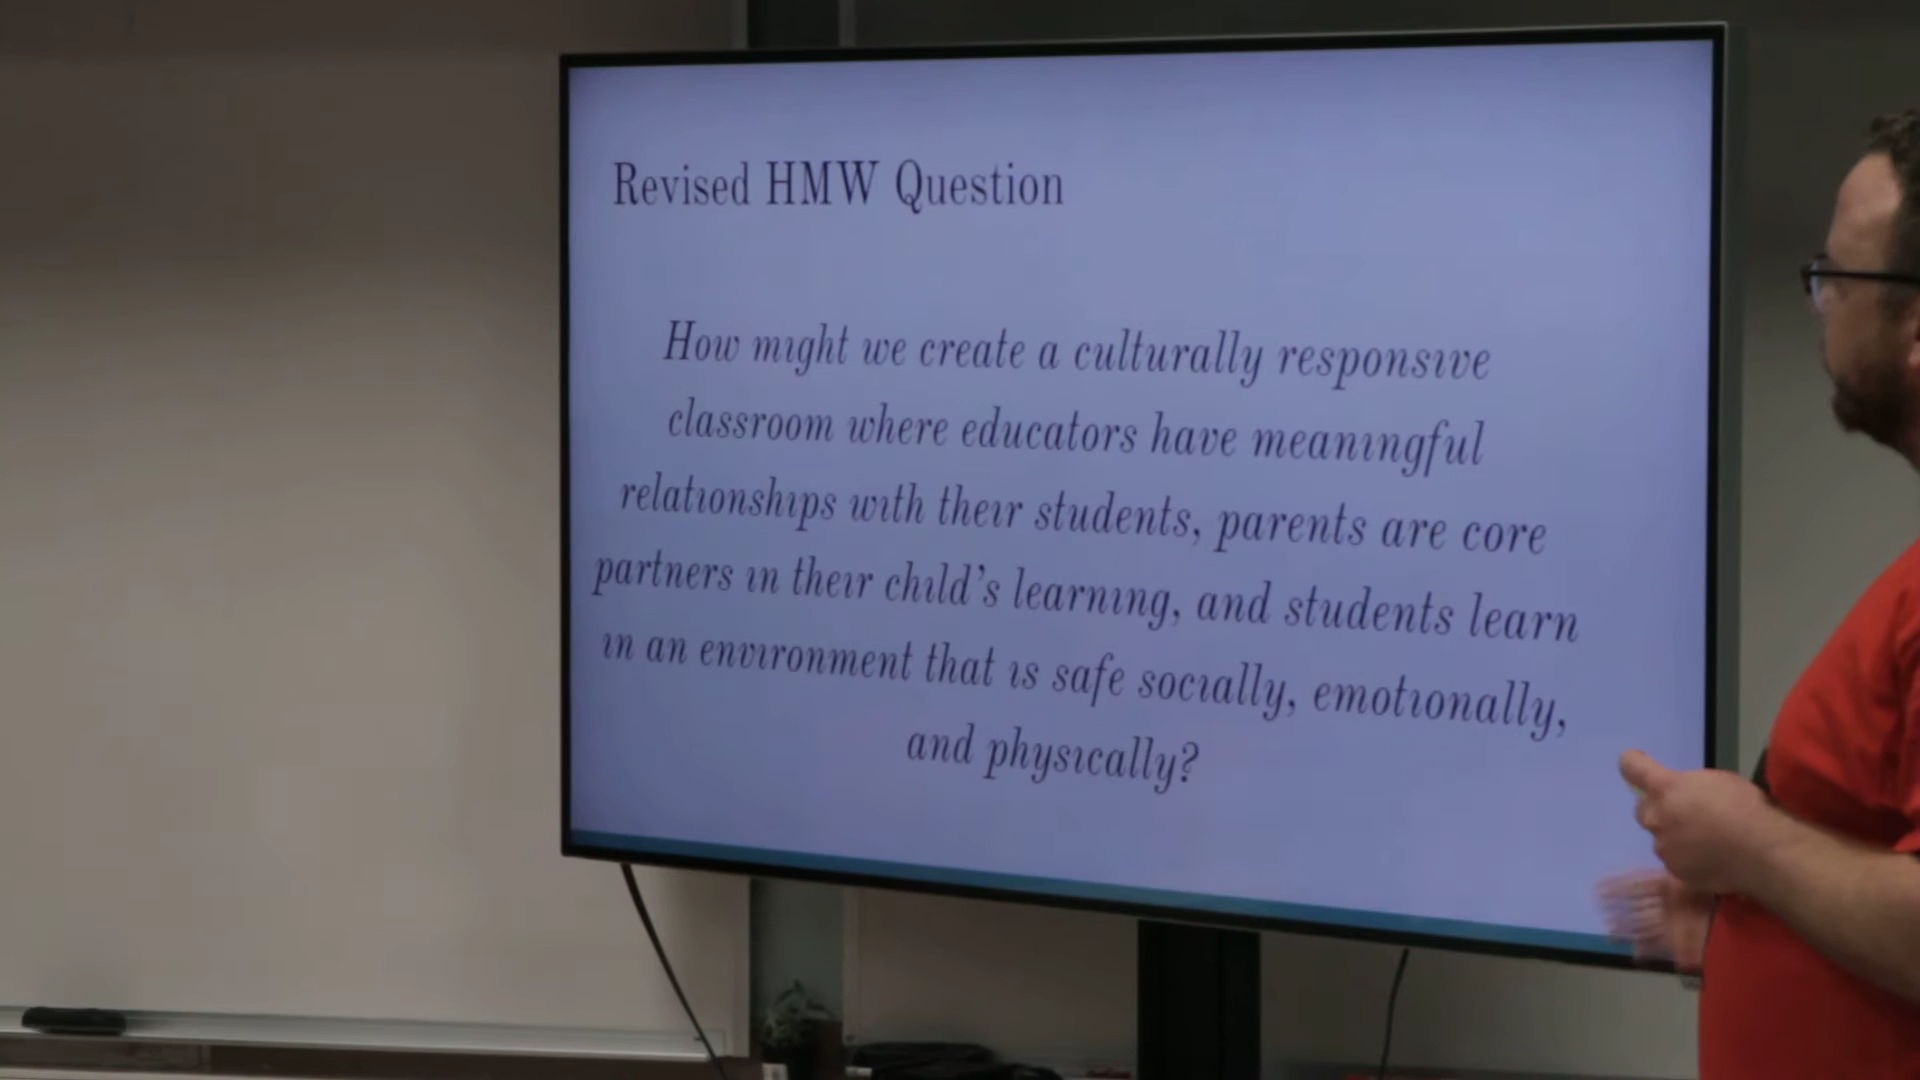 Revised HMW Question
How might we create a culturally responsive
classroom where educators have meaningful
relationships with their students, parents are core
partners in their child's learning, and students learn
in an environment that is safe socially, emotionally,
and physically?